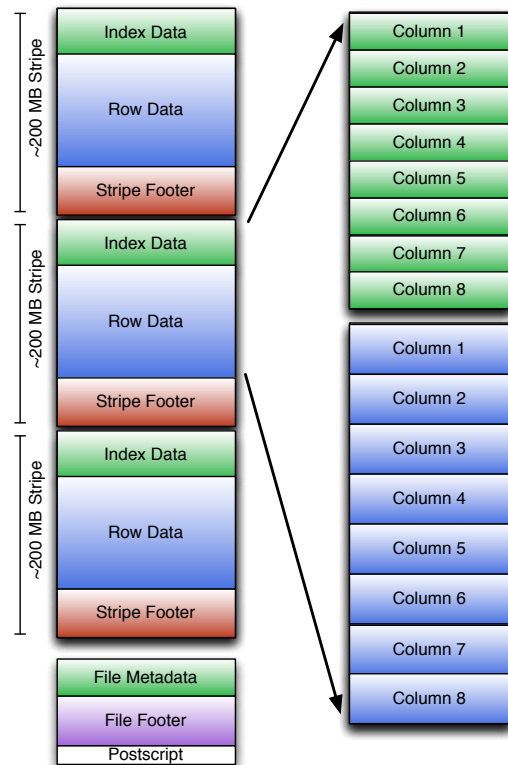 ~200 MB Stripe
Index Data
Row Data
Stripe Footer
~200 MB Stripe
Index Data
Row Data
Stripe Footer
~200 MB Stripe
Index Data
Row Data
Stripe Footer
File Metadata
File Footer
Postscript
Column 1
Column 2
Column 3
Column 4
Column 5
Column 6
Column 7
Column 8
Column 1
Column 2
Column 3
Column 4
Column 5
Column 6
Column 7
Column 8